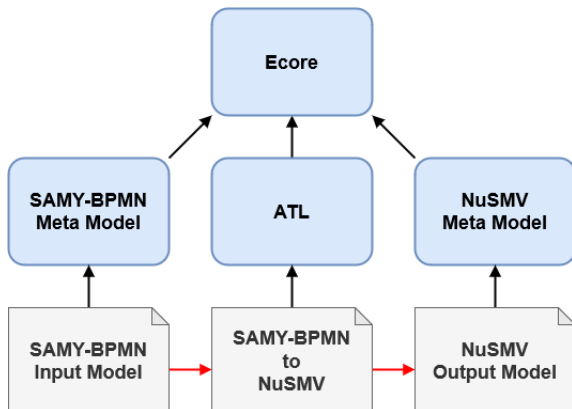 Ecore
SAMY-BPMN
Meta Model
ATL
NuSMV
Meta Model
SAMY-BPMN
Input Model
SAMY-BPMN
to
NuSMV
NuSMV
Output Model